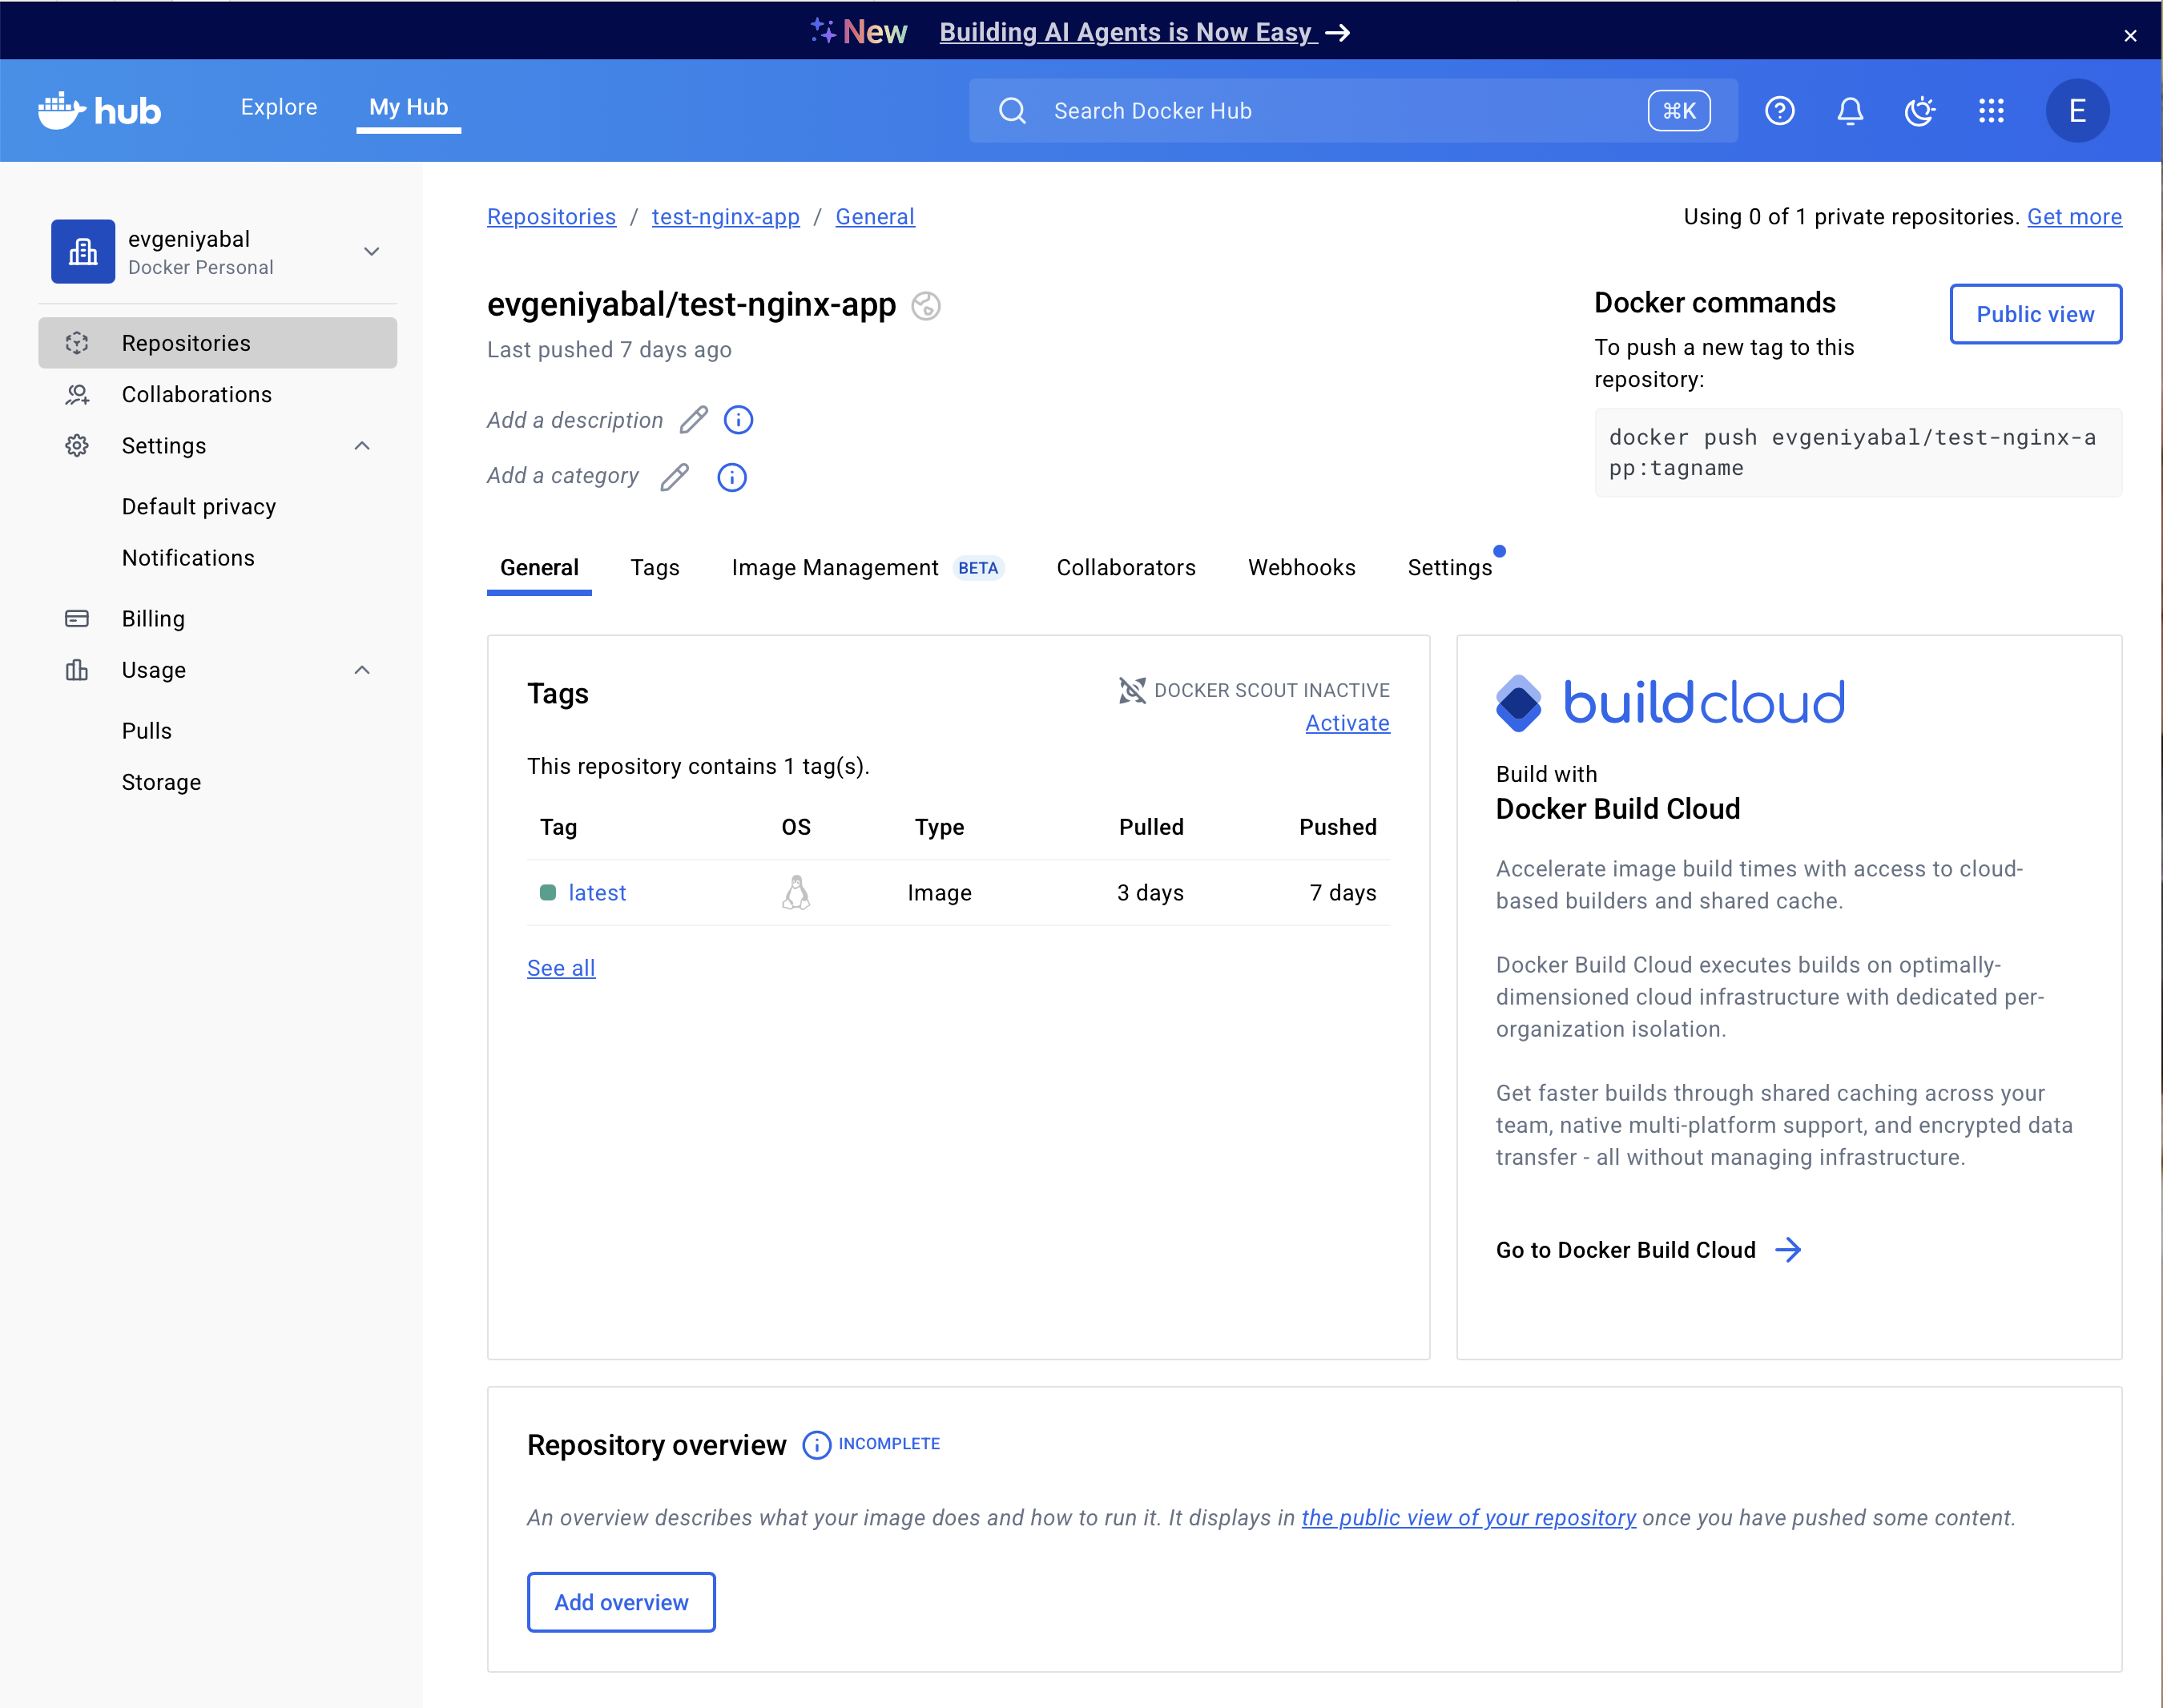 New Building AI Agents is Now Easy
hub Explore My Hub Search Docker Hub ⌘K E
evgeniyabal
Docker Personal
Repositories
Collaborations
Settings
Default privacy
Notifications
Billing
Usage
Pulls
Storage
Repositories / test-nginx-app / General
Using 0 of 1 private repositories. Get more
evgeniyabal/test-nginx-app
Last pushed 7 days ago
Add a description
Add a category
Docker commands
Public view
To push a new tag to this
repository:
docker push evgeniyabal/test-nginx-a
pp:tagname
General Tags Image Management BETA Collaborators Webhooks Settings
Tags
DOCKER SCOUT INACTIVE
Activate
This repository contains 1 tag(s).
Tag OS Type Pulled Pushed
latest Image 3 days 7 days
See all
buildcloud
Build with
Docker Build Cloud
Accelerate image build times with access to cloud-
based builders and shared cache.
Docker Build Cloud executes builds on optimally-
dimensioned cloud infrastructure with dedicated per-
organization isolation.
Get faster builds through shared caching across your
team, native multi-platform support, and encrypted data
transfer - all without managing infrastructure.
Go to Docker Build Cloud
Repository overview INCOMPLETE
An overview describes what your image does and how to run it. It displays in the public view of your repository once you have pushed some content.
Add overview